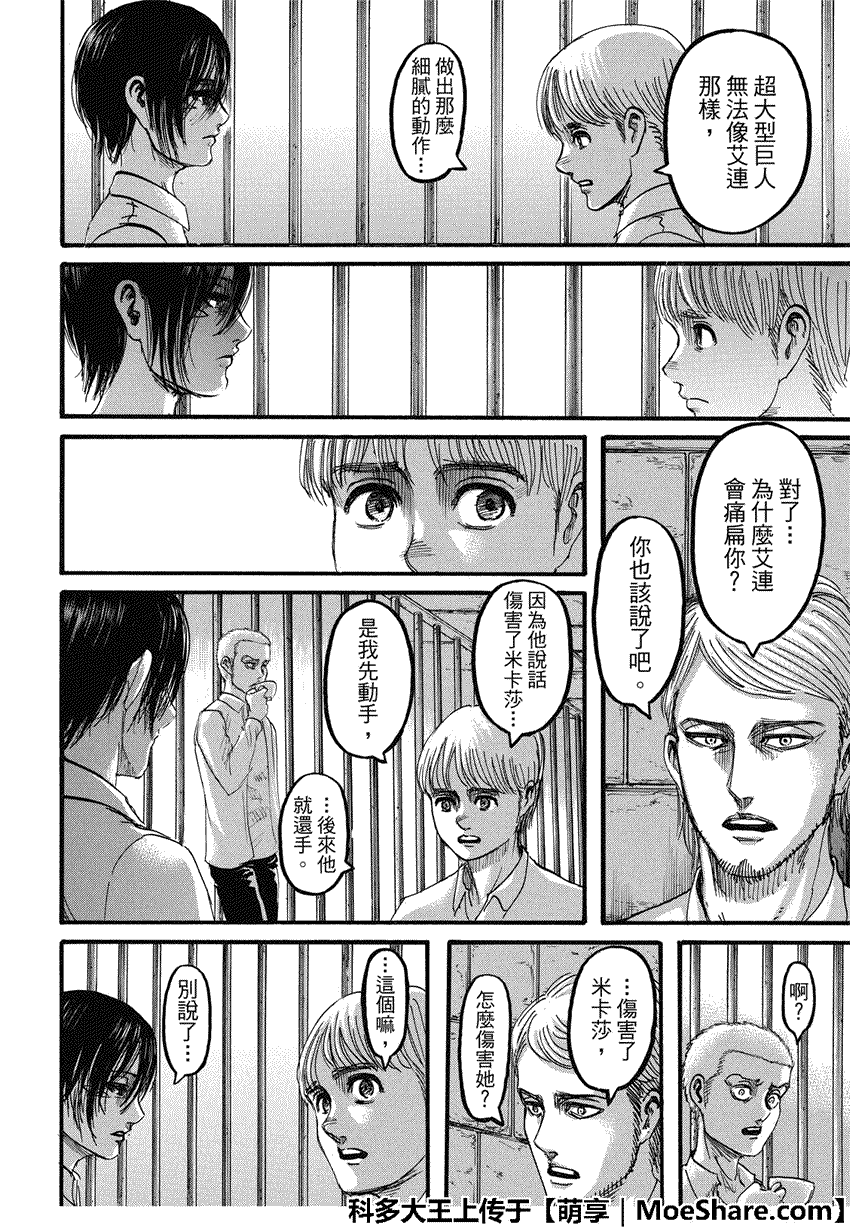 超大型巨人
無法像艾連
那樣，
做出那麼
細膩的動作…
對了…
為什麼艾連
會痛扁你？
你也該說了吧。
因為他說話
傷害了米卡莎…
是我先動手，
…後來他
就還手。
啊？
…傷害了
米卡莎，
怎麼傷害她？
…這個嘛，
別說了…
科多大王上传于【萌享｜MoeShare.com】